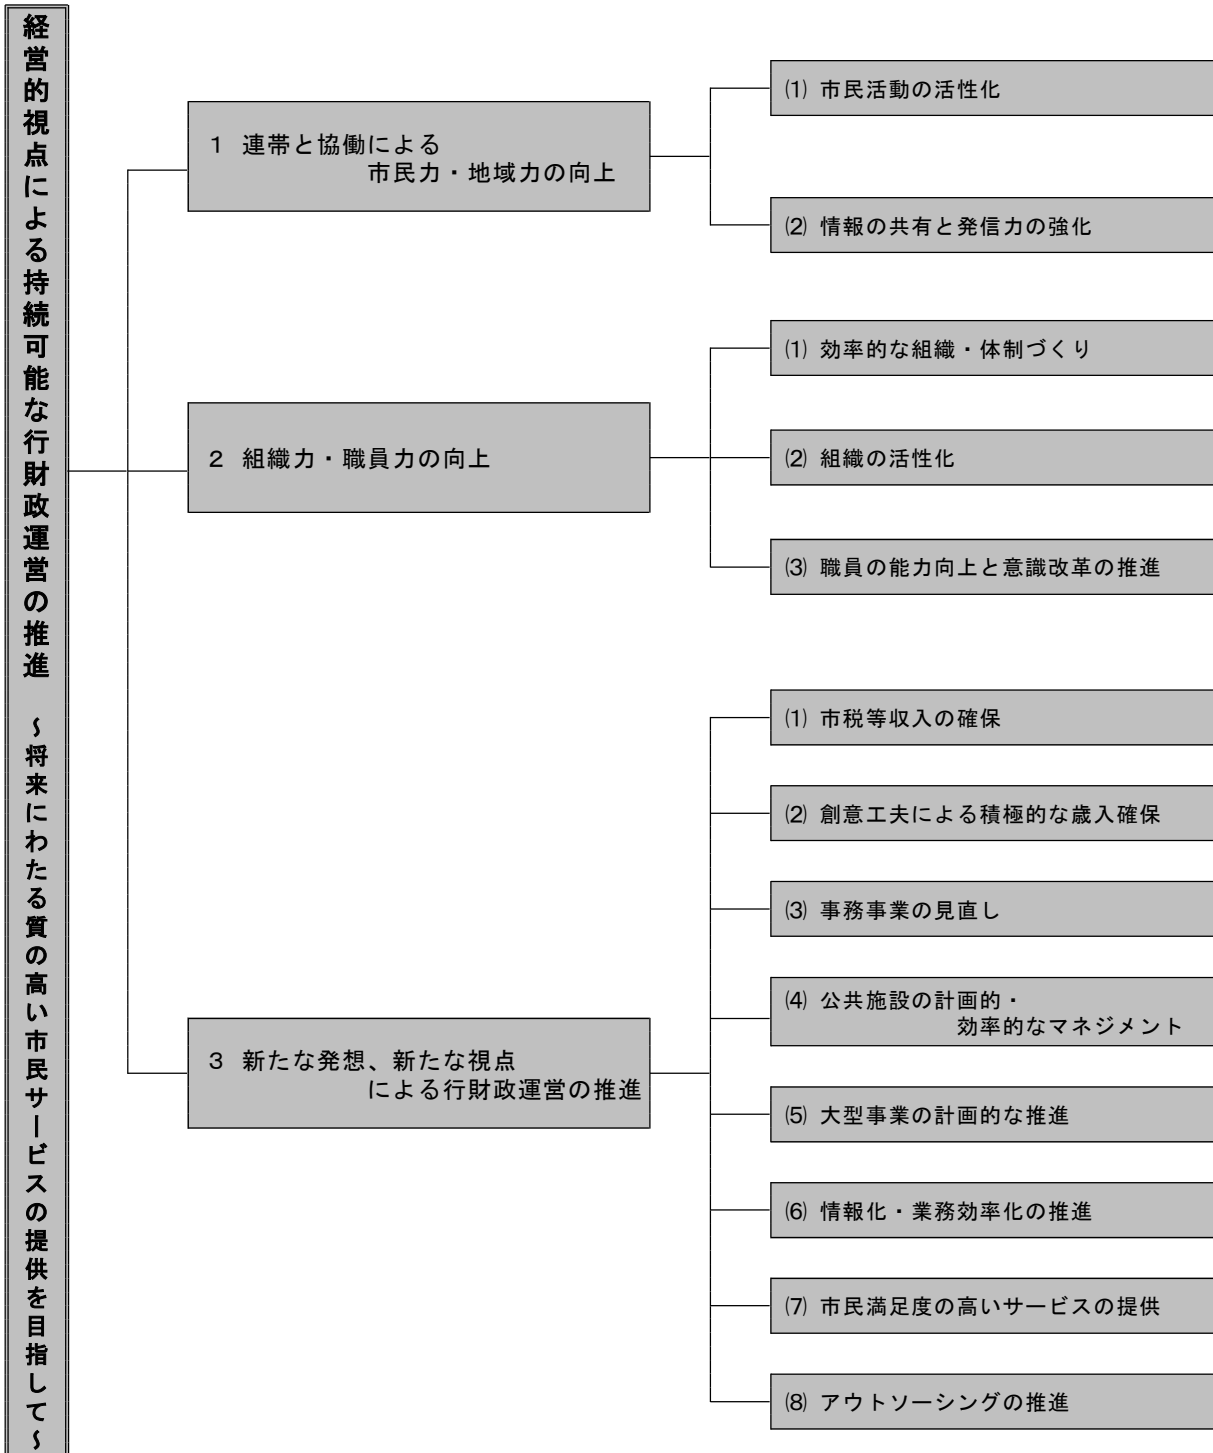 経営的視点による持続可能な行財政運営の推進　～将来にわたる質の高い市民サービスの提供を目指して～
1 連帯と協働による
市民力・地域力の向上
⑴ 市民活動の活性化
⑵ 情報の共有と発信力の強化
2 組織力・職員力の向上
⑴ 効率的な組織・体制づくり
⑵ 組織の活性化
⑶ 職員の能力向上と意識改革の推進
3 新たな発想、新たな視点
による行財政運営の推進
⑴ 市税等収入の確保
⑵ 創意工夫による積極的な歳入確保
⑶ 事務事業の見直し
⑷ 公共施設の計画的・
効率的なマネジメント
⑸ 大型事業の計画的な推進
⑹ 情報化・業務効率化の推進
⑺ 市民満足度の高いサービスの提供
⑻ アウトソーシングの推進